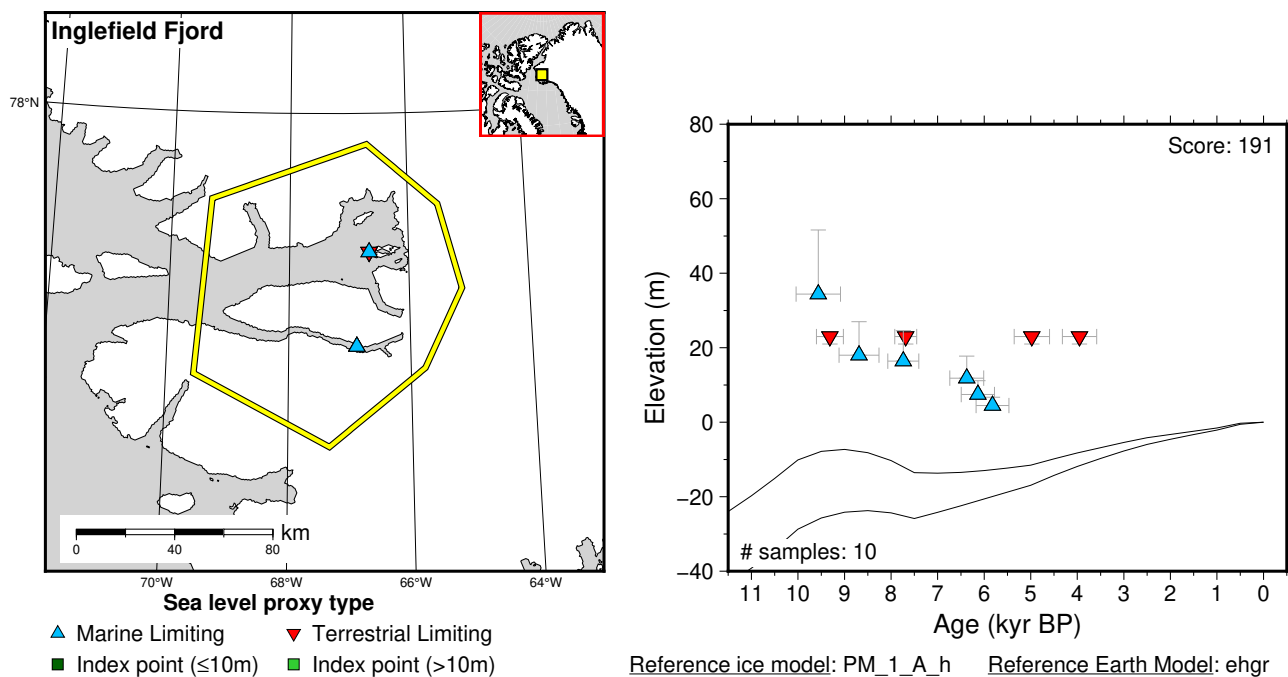 Inglefield Fjord
78°N
km
0 40 80
70°W 68°W 66°W 64°W
Sea level proxy type
Marine Limiting Terrestrial Limiting
Index point (≤10m) Index point (>10m)
Score: 191
80
60
40
20
0
−20
−40
Elevation (m)
# samples: 10
11 10 9 8 7 6 5 4 3 2 1 0
Age (kyr BP)
Reference ice model: PM_1_A_h Reference Earth Model: ehgr